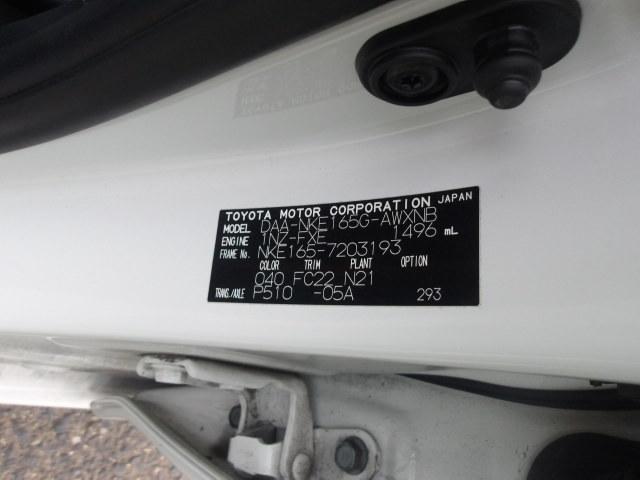 TOYOTA MOTOR CORPORATION JAPAN
MODEL DAA-NKE165G-AWXNB
ENGINE 1NZ-FXE 1496 mL
FRAME No. NKE165-7203193
COLOR TRIM PLANT OPTION
040 FC22 N21
TRANS./AXLE P510 -05A 293